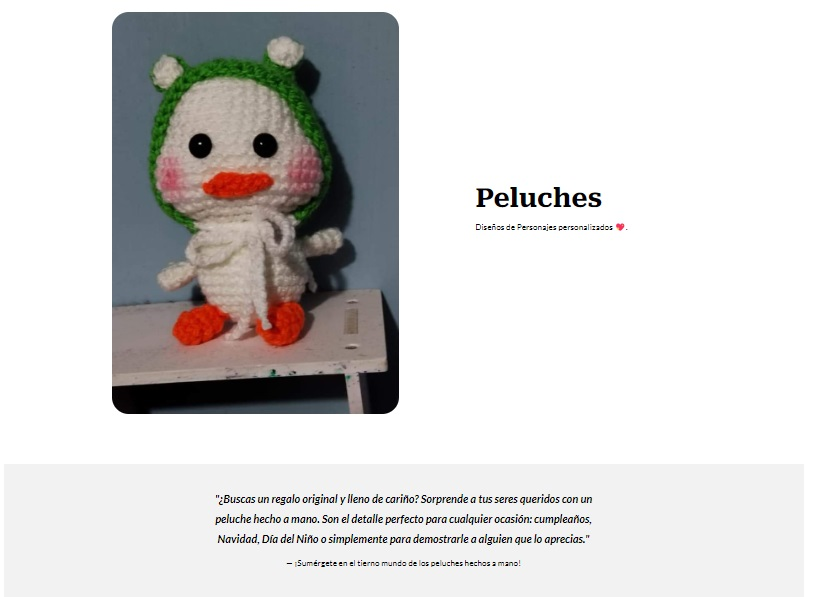 Peluches
Diseños de Personajes personalizados ❤️.
"¿Buscas un regalo original y lleno de cariño? Sorprende a tus seres queridos con un
peluche hecho a mano. Son el detalle perfecto para cualquier ocasión: cumpleaños,
Navidad, Día del Niño o simplemente para demostrarle a alguien que lo aprecias."
— ¡Sumérgete en el tierno mundo de los peluches hechos a mano!